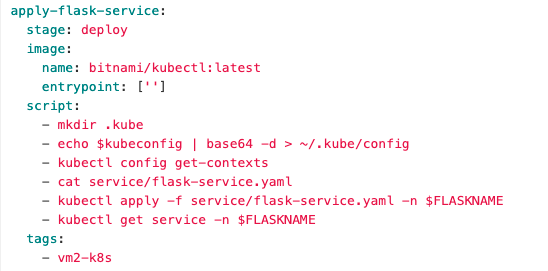 apply-flask-service:
  stage: deploy
  image:
    name: bitnami/kubectl:latest
    entrypoint: ['']
  script:
    - mkdir .kube
    - echo $kubeconfig | base64 -d > ~/.kube/config
    - kubectl config get-contexts
    - cat service/flask-service.yaml
    - kubectl apply -f service/flask-service.yaml -n $FLASKNAME
    - kubectl get service -n $FLASKNAME
  tags:
    - vm2-k8s